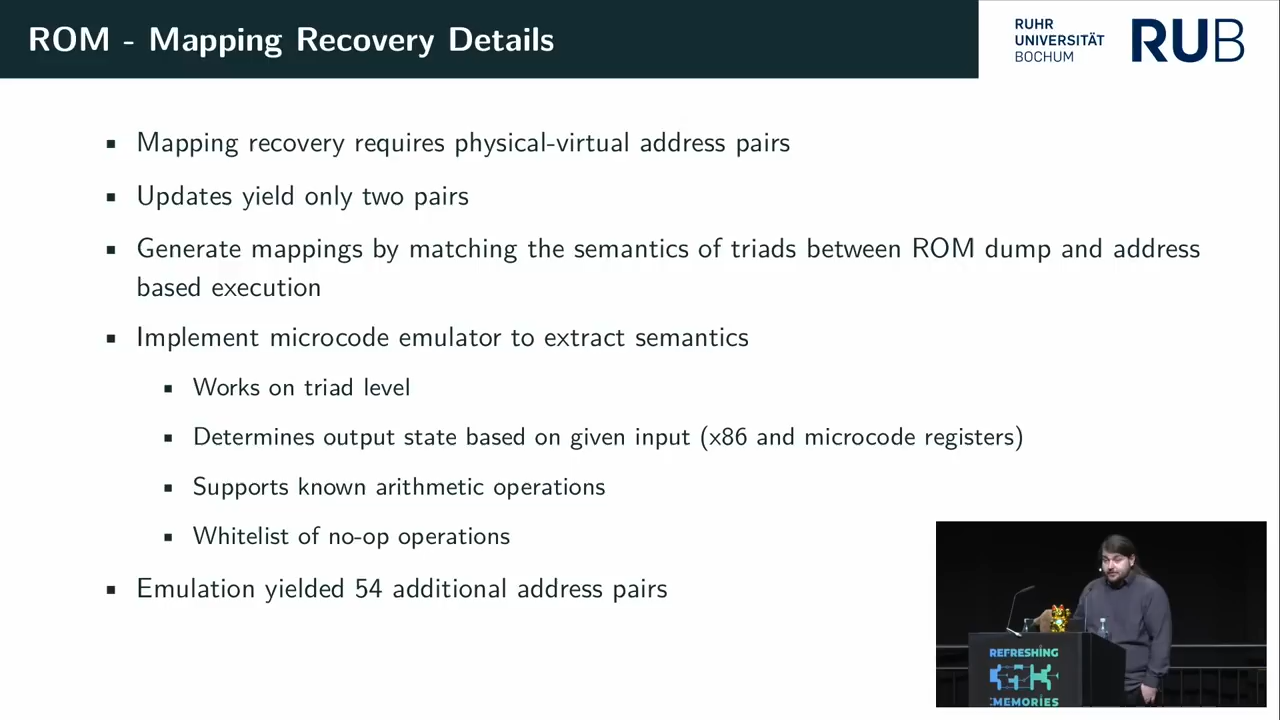 ROM - Mapping Recovery Details
RUHR
UNIVERSITÄT
BOCHUM
RUB
Mapping recovery requires physical-virtual address pairs
Updates yield only two pairs
Generate mappings by matching the semantics of triads between ROM dump and address
based execution
Implement microcode emulator to extract semantics
Works on triad level
Determines output state based on given input (x86 and microcode registers)
Supports known arithmetic operations
Whitelist of no-op operations
Emulation yielded 54 additional address pairs
REFRESHING
MEMORIES